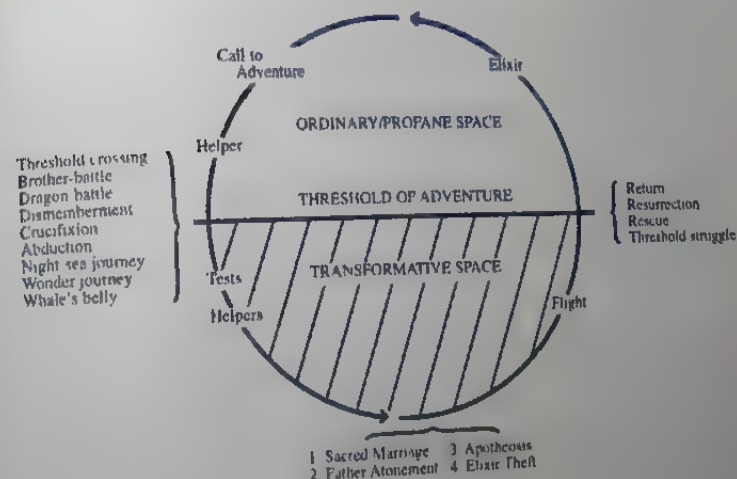 Call to
Adventure
Elixir
ORDINARY/PROPANE SPACE
Helper
Threshold crossing
Brother-battle
Dragon battle
Dismemberment
Crucifixion
Abduction
Night sea journey
Wonder journey
Whale's belly
THRESHOLD OF ADVENTURE
Return
Resurrection
Rescue
Threshold struggle
TRANSFORMATIVE SPACE
Tests
Helpers
Flight
1 Sacred Marriage 3 Apotheosis
2 Father Atonement 4 Elixir Theft